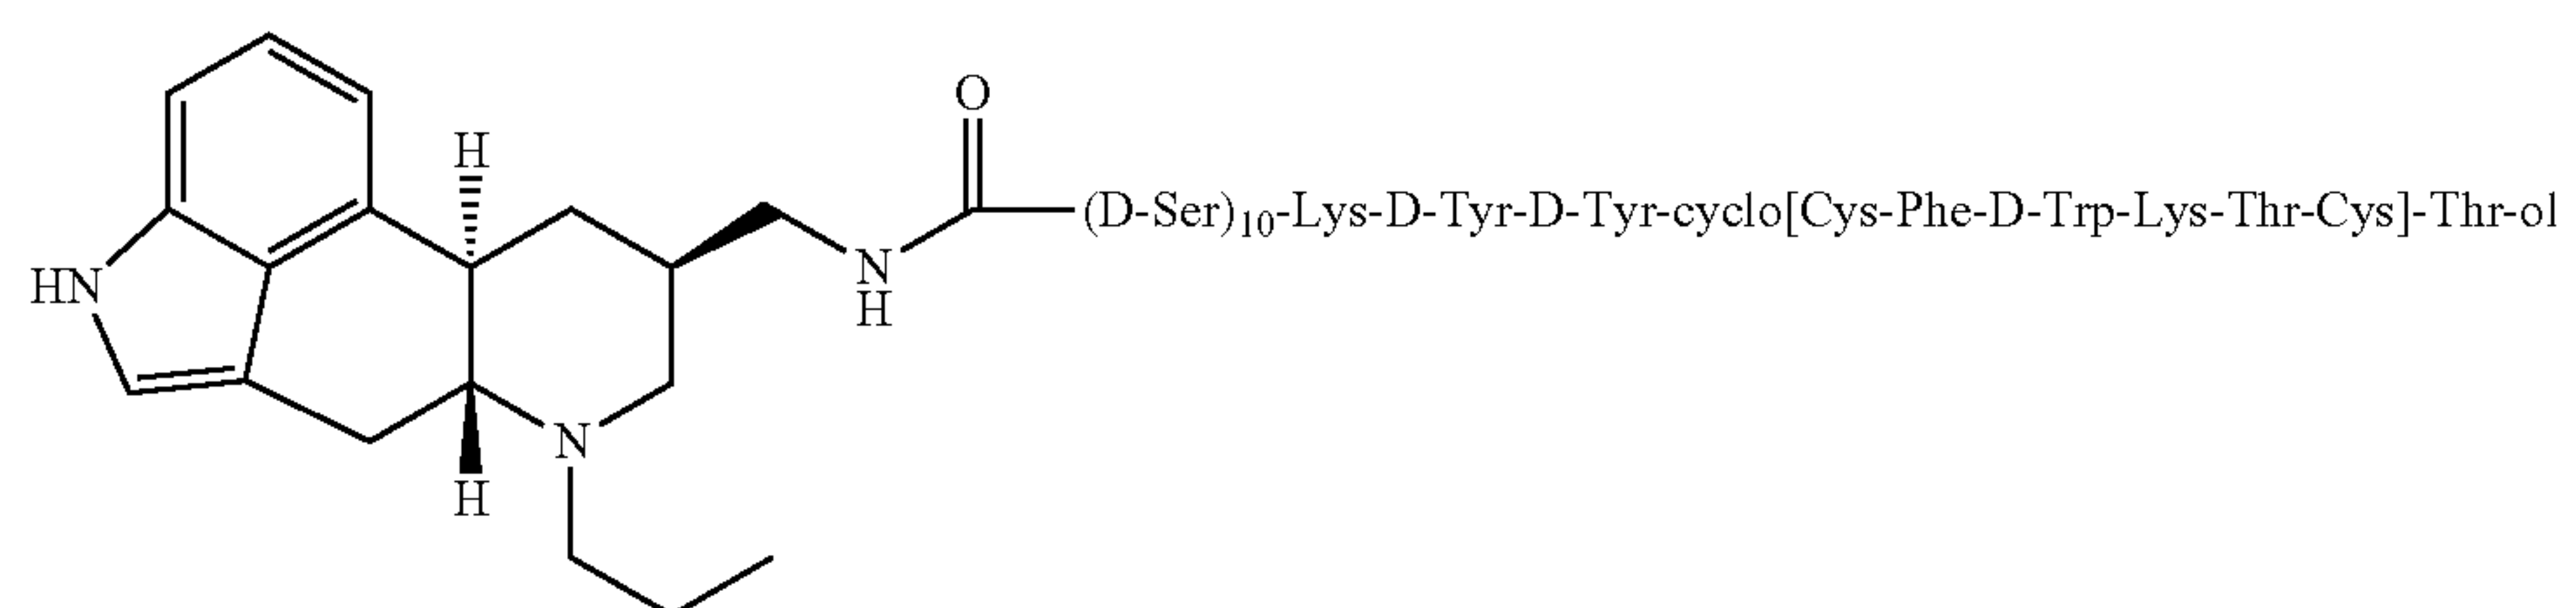 O
H
(D-Ser)10-Lys-D-Tyr-D-Tyr-cyclo[Cys-Phe-D-Trp-Lys-Thr-Cys]-Thr-ol
N
H
HN
N
H